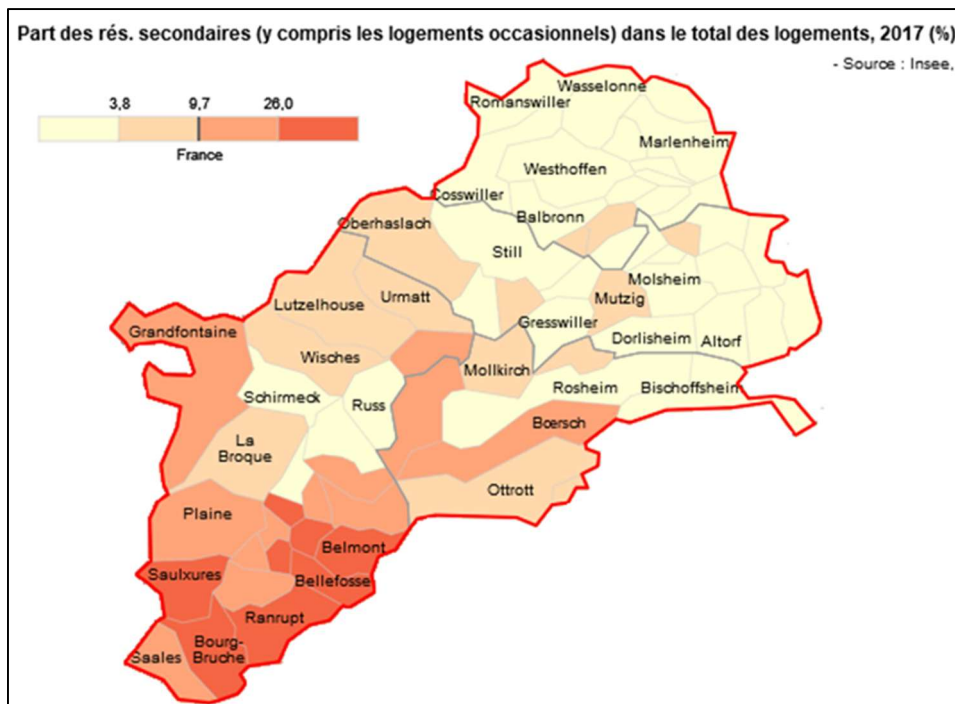 Part des rés. secondaires (y compris les logements occasionnels) dans le total des logements, 2017 (%)
- Source : Insee,
3,8 9,7 26,0
France
Wasselonne
Romanswiller
Marlenheim
Westhoffen
Cosswiller
Balbronn
Oberhaslach
Still
Molsheim
Urmatt
Mutzig
Lutzelhouse
Gresswiller
Grandfontaine
Dorlisheim
Altorf
Wisches
Mollkirch
Rosheim
Bischoffsheim
Schirmeck
Russ
Bœrsch
La
Broque
Ottrott
Plaine
Belmont
Saulxures
Bellefosse
Ranrupt
Bourg-
Bruche
Saales